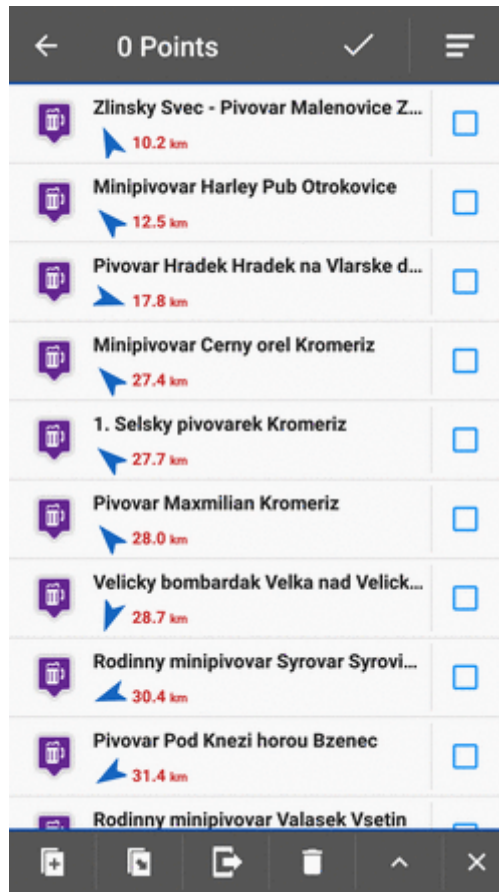 0 Points
Zlinsky Svec - Pivovar Malenovice Z...
10.2 km
Minipivovar Harley Pub Otrokovice
12.5 km
Pivovar Hradek Hradek na Vlarske d...
17.8 km
Minipivovar Cerny orel Kromeriz
27.4 km
1. Selsky pivovarek Kromeriz
27.7 km
Pivovar Maxmilian Kromeriz
28.0 km
Velicky bombardak Velka nad Velick...
28.7 km
Rodinny minipivovar Syrovar Syrovi...
30.4 km
Pivovar Pod Knezi horou Bzenec
31.4 km
Rodinny minipivovar Valasek Vsetin